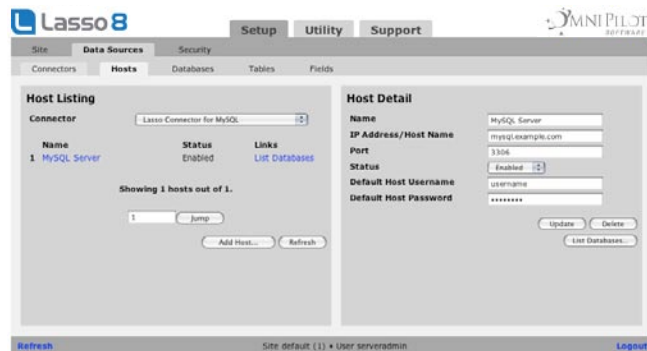 Lasso 8
Setup Utility Support
OMNIPILOT
SOFTWARE
Site Data Sources Security
Connectors Hosts Databases Tables Fields
Host Listing
Connector Lasso Connector for MySQL
Name Status Links
1 MySQL Server Enabled List Databases
Showing 1 hosts out of 1.
1 Jump
Add Host... Refresh
Host Detail
Name MySQL Server
IP Address/Host Name mysql.example.com
Port 3306
Status Enabled
Default Host Username username
Default Host Password ••••••••
Update Delete
List Databases...
Refresh Site default (1) • User serveradmin Logout